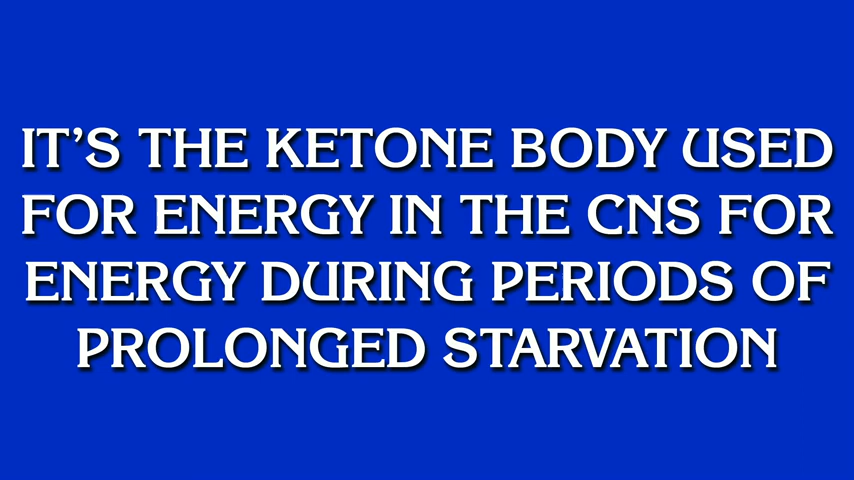 IT'S THE KETONE BODY USED
FOR ENERGY IN THE CNS FOR
ENERGY DURING PERIODS OF
PROLONGED STARVATION